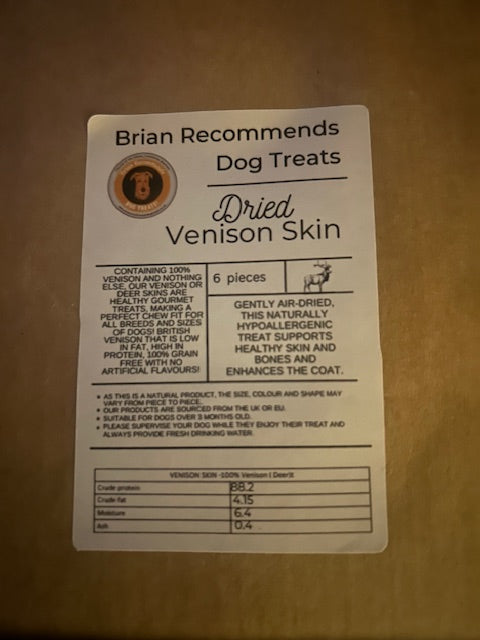 Brian Recommends
Dog Treats
DOG TREATS
Dried
Venison Skin
CONTAINING 100%
VENISON AND NOTHING
ELSE, OUR VENISON OR
DEER SKINS ARE
HEALTHY GOURMET
TREATS, MAKING A
PERFECT CHEW FIT FOR
ALL BREEDS AND SIZES
OF DOGS! BRITISH
VENISON THAT IS LOW
IN FAT, HIGH IN
PROTEIN, 100% GRAIN
FREE WITH NO
ARTIFICIAL FLAVOURS!
6 pieces
GENTLY AIR-DRIED,
THIS NATURALLY
HYPOALLERGENIC
TREAT SUPPORTS
HEALTHY SKIN AND
BONES AND
ENHANCES THE COAT.
• AS THIS IS A NATURAL PRODUCT, THE SIZE, COLOUR AND SHAPE MAY
VARY FROM PIECE TO PIECE.
• OUR PRODUCTS ARE SOURCED FROM THE UK OR EU.
• SUITABLE FOR DOGS OVER 3 MONTHS OLD.
• PLEASE SUPERVISE YOUR DOG WHILE THEY ENJOY THEIR TREAT AND
ALWAYS PROVIDE FRESH DRINKING WATER.
VENISON SKIN -100% Venison ( Deer)t
Crude protein 88.2
Crude fat 4.15
Moisture 6.4
Ash 0.4